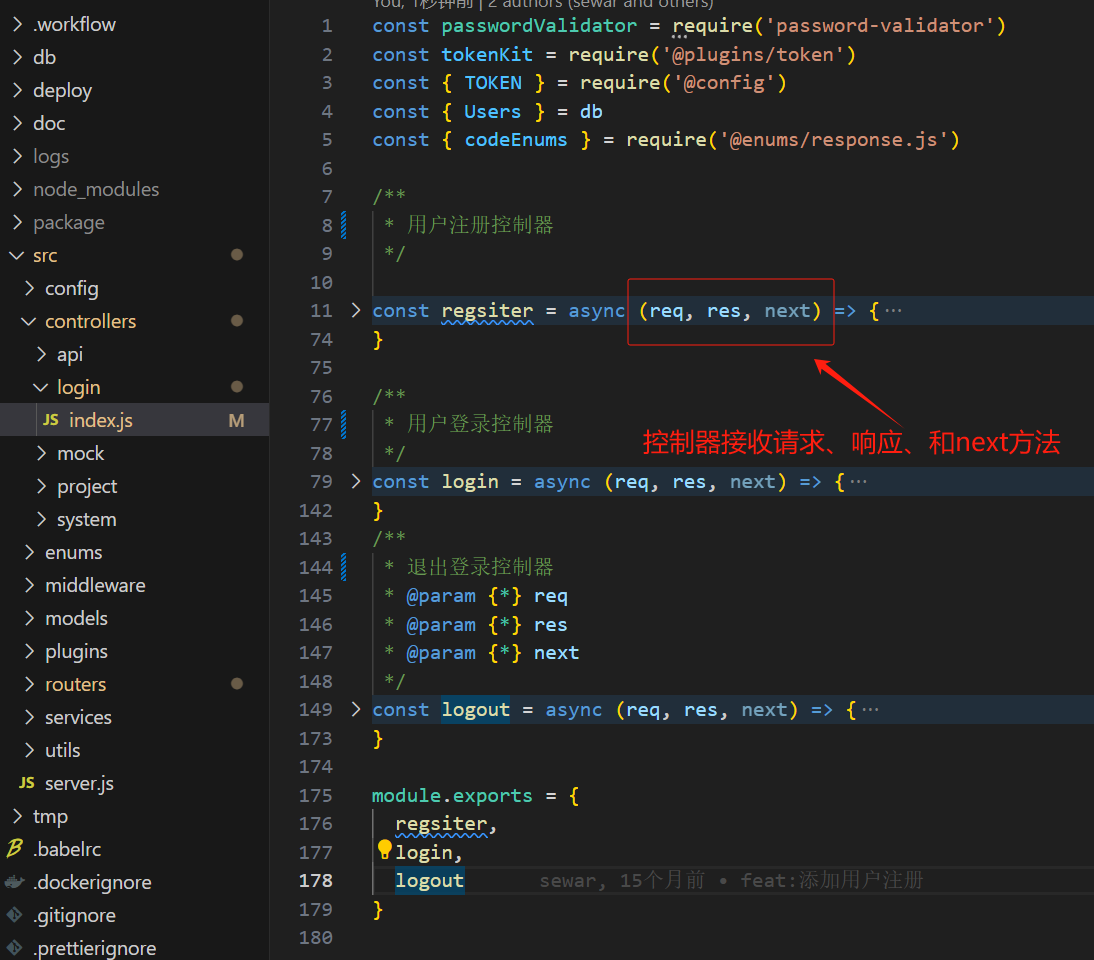 .workflow
db
deploy
doc
logs
node_modules
package
src
config
controllers
api
login
JS index.js M
mock
project
system
enums
middleware
models
plugins
routers
services
utils
JS server.js
tmp
.babelrc
.dockerignore
.gitignore
.prettierignore
You, 1秒钟前 | 2 authors (sewar and others)
1 const passwordValidator = require('password-validator')
2 const tokenKit = require('@plugins/token')
3 const { TOKEN } = require('@config')
4 const { Users } = db
5 const { codeEnums } = require('@enums/response.js')
6
7 /**
8 * 用户注册控制器
9 */
10
11 const regsiter = async (req, res, next) => {…
74 }
75
76 /**
77 * 用户登录控制器
控制器接收请求、响应、和next方法
78 */
79 const login = async (req, res, next) => {…
142 }
143 /**
144 * 退出登录控制器
145 * @param {*} req
146 * @param {*} res
147 * @param {*} next
148 */
149 const logout = async (req, res, next) => {…
173 }
174
175 module.exports = {
176 regsiter,
177 login,
178 logout sewar, 15个月前 • feat:添加用户注册
179 }
180